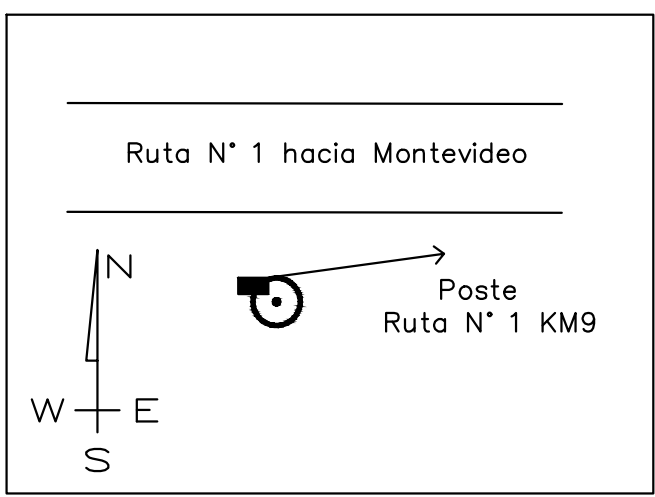 Ruta N° 1 hacia Montevideo
N
Poste
Ruta N° 1 KM9
W E
S